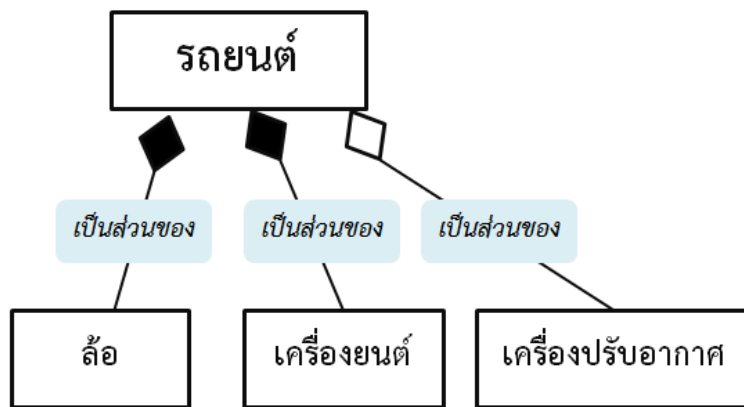 รถยนต์
เป็นส่วนของ
เป็นส่วนของ
เป็นส่วนของ
ล้อ
เครื่องยนต์
เครื่องปรับอากาศ